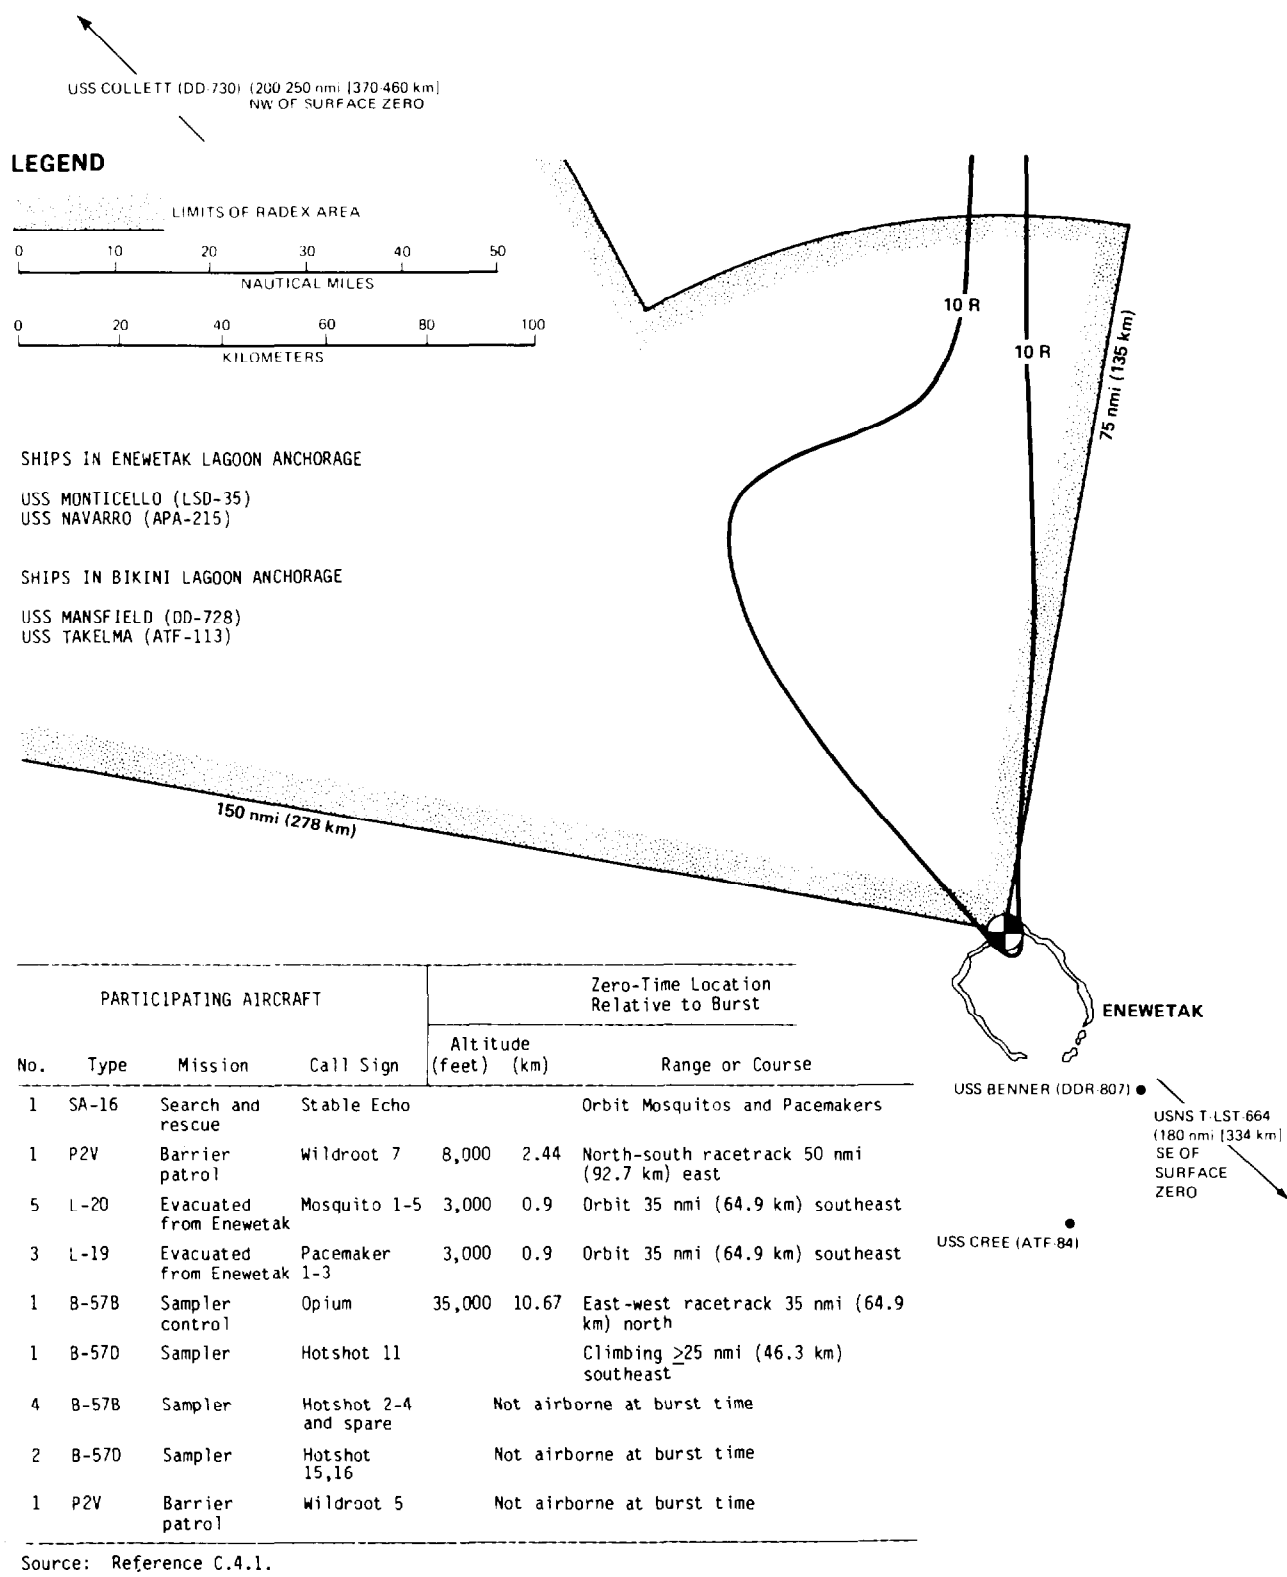 USS COLLETT (DD-730) (200-250 nmi [370-460 km]
NW OF SURFACE ZERO
LEGEND
LIMITS OF RADEX AREA
0 10 20 30 40 50
NAUTICAL MILES
0 20 40 60 80 100
KILOMETERS
10 R
10 R
75 nmi (135 km)
SHIPS IN ENEWETAK LAGOON ANCHORAGE
USS MONTICELLO (LSD-35)
USS NAVARRO (APA-215)
SHIPS IN BIKINI LAGOON ANCHORAGE
USS MANSFIELD (DD-728)
USS TAKELMA (ATF-113)
150 nmi (278 km)
ENEWETAK
USS BENNER (DDR-807)
USNS T-LST-664
(180 nmi [334 km]
SE OF
SURFACE
ZERO
USS CREE (ATF-84)
PARTICIPATING AIRCRAFT
Zero-Time Location
Relative to Burst
Altitude
No. Type Mission Call Sign (feet) (km) Range or Course
1 SA-16 Search and Stable Echo Orbit Mosquitos and Pacemakers
rescue
1 P2V Barrier Wildroot 7 8,000 2.44 North-south racetrack 50 nmi
patrol (92.7 km) east
5 L-20 Evacuated Mosquito 1-5 3,000 0.9 Orbit 35 nmi (64.9 km) southeast
from Enewetak
3 L-19 Evacuated Pacemaker 3,000 0.9 Orbit 35 nmi (64.9 km) southeast
from Enewetak 1-3
1 B-57B Sampler Opium 35,000 10.67 East-west racetrack 35 nmi (64.9
control km) north
1 B-57D Sampler Hotshot 11 Climbing ≥25 nmi (46.3 km)
southeast
4 B-57B Sampler Hotshot 2-4 Not airborne at burst time
and spare
2 B-57D Sampler Hotshot Not airborne at burst time
15,16
1 P2V Barrier Wildroot 5 Not airborne at burst time
patrol
Source: Reference C.4.1.